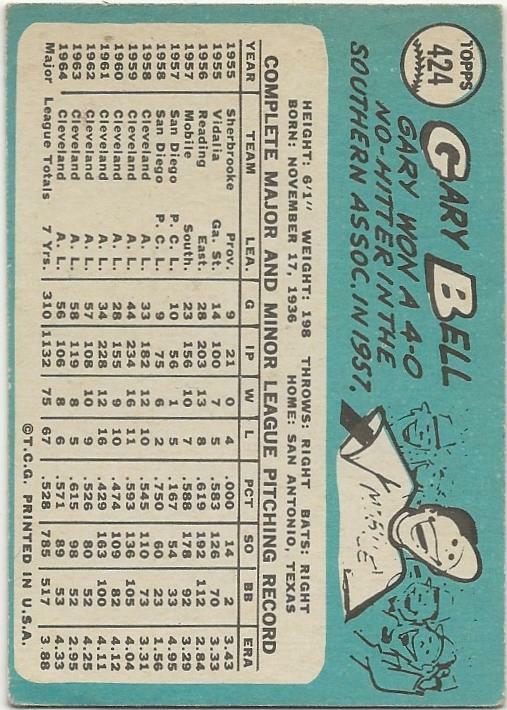 TOPPS
424
GARY BELL
GARY WON A 4-0
NO-HITTER IN THE
SOUTHERN ASSOC. IN 1957.
MOBILE
HEIGHT: 6'1" WEIGHT: 198 THROWS: RIGHT BATS: RIGHT
BORN: NOVEMBER 17, 1936 HOME: SAN ANTONIO, TEXAS
COMPLETE MAJOR AND MINOR LEAGUE PITCHING RECORD
YEAR TEAM LEA. G IP W L PCT SO BB ERA
1955 Sherbrooke Prov. 9 21 0 4 .000 14 2 3.43
1955 Vidalia Ga. St. 14 100 7 5 .583 126 70 3.33
1956 Reading East. 28 203 13 8 .619 192 112 2.84
1957 Mobile South. 23 156 10 7 .588 178 92 3.29
1957 San Diego P.C.L. 10 56 1 5 .167 54 33 4.95
1958 San Diego P.C.L. 9 75 6 2 .750 60 23 1.56
1958 Cleveland A.L. 33 182 12 10 .545 110 73 3.31
1959 Cleveland A.L. 44 234 16 11 .593 136 105 4.04
1960 Cleveland A.L. 28 155 9 10 .474 109 82 4.12
1961 Cleveland A.L. 34 228 12 16 .429 163 100 4.11
1962 Cleveland A.L. 57 108 10 9 .526 80 52 4.25
1963 Cleveland A.L. 58 119 8 5 .615 98 52 2.95
1964 Cleveland A.L. 56 106 8 6 .571 89 53 4.33
Major League Totals 7 Yrs. 310 1132 75 67 .528 785 517 3.88
©T.C.G. PRINTED IN U.S.A.